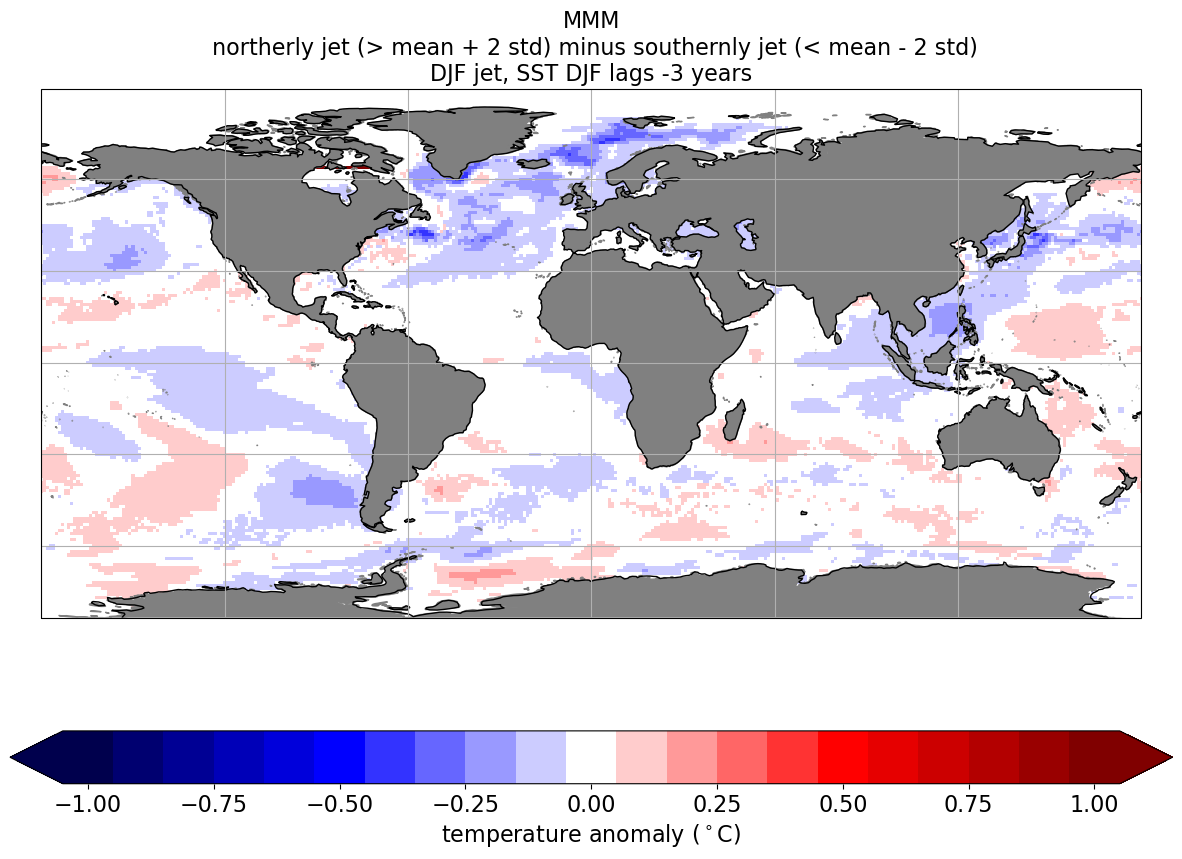 MMM
northerly jet (> mean + 2 std) minus southernly jet (< mean - 2 std)
DJF jet, SST DJF lags -3 years
−1.00 −0.75 −0.50 −0.25 0.00 0.25 0.50 0.75 1.00
temperature anomaly (°C)